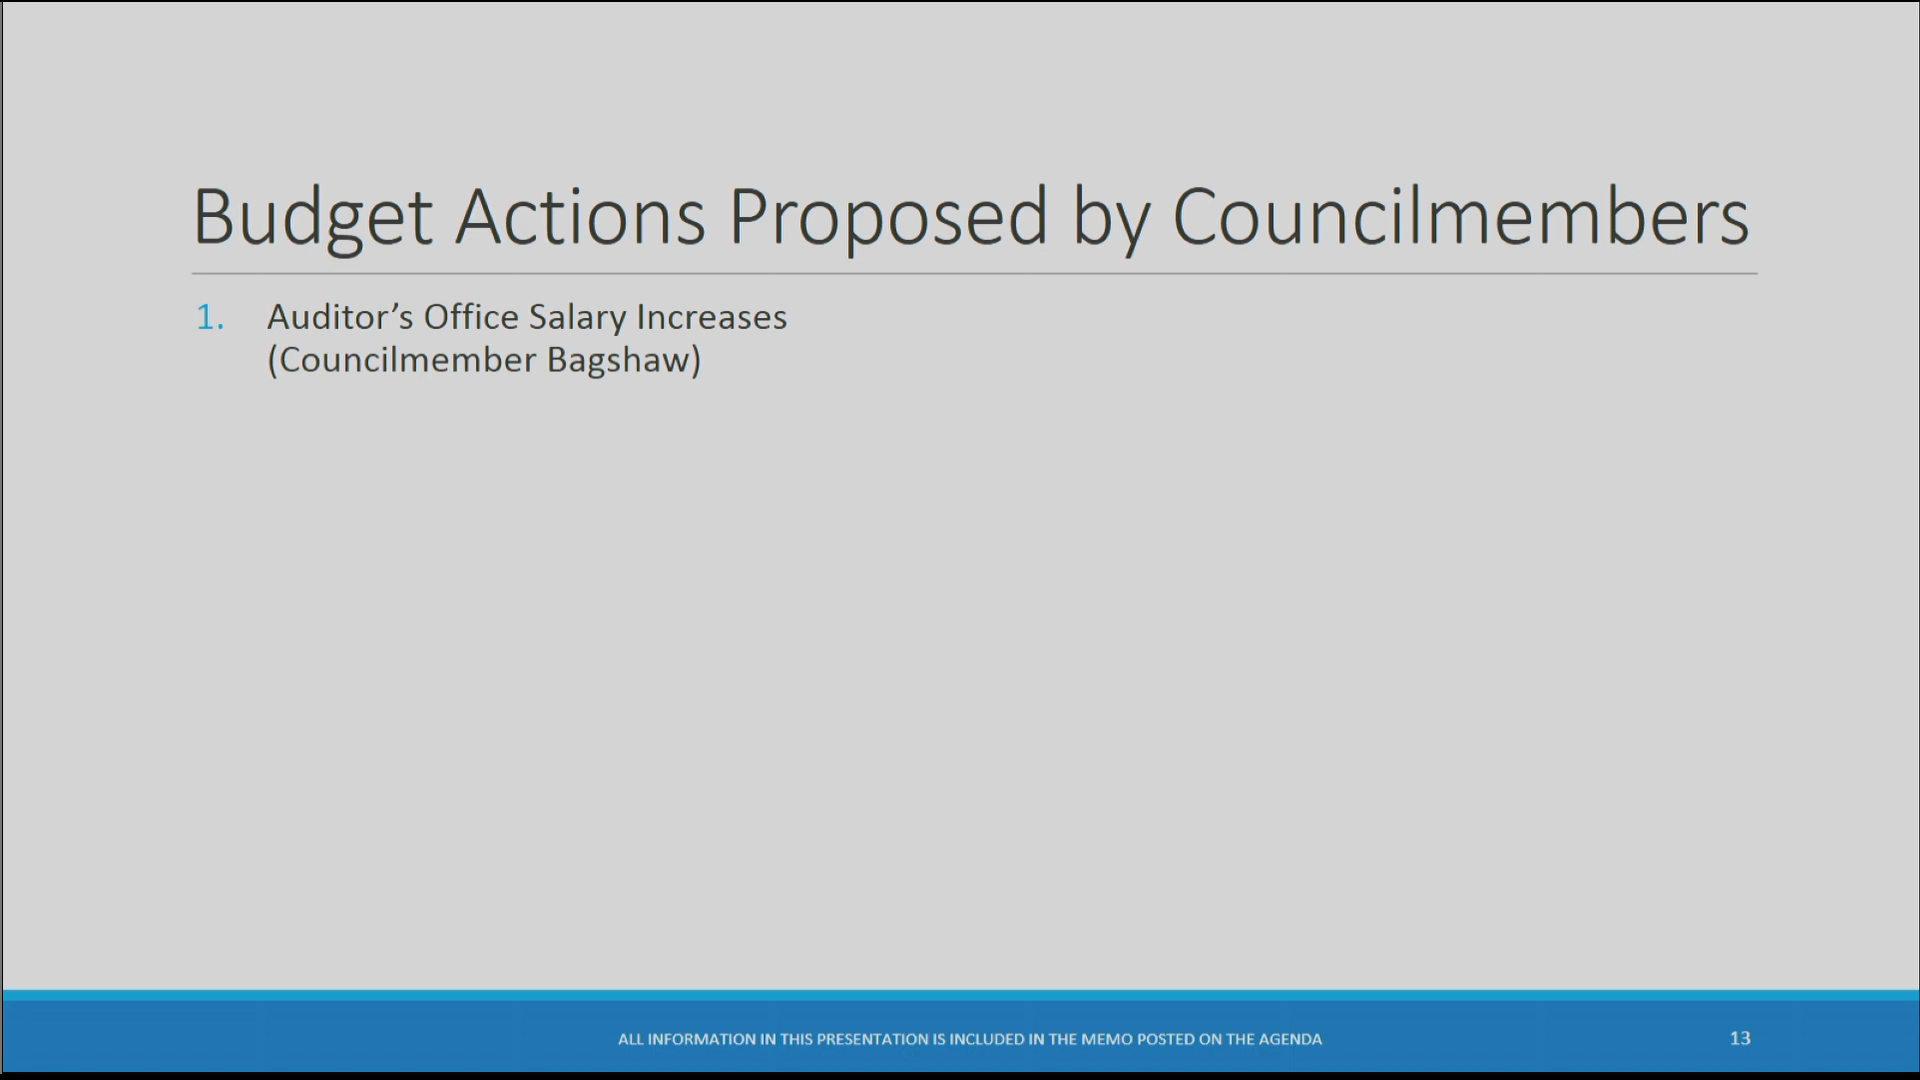 Budget Actions Proposed by Councilmembers
1. Auditor’s Office Salary Increases
(Councilmember Bagshaw)
ALL INFORMATION IN THIS PRESENTATION IS INCLUDED IN THE MEMO POSTED ON THE AGENDA
13